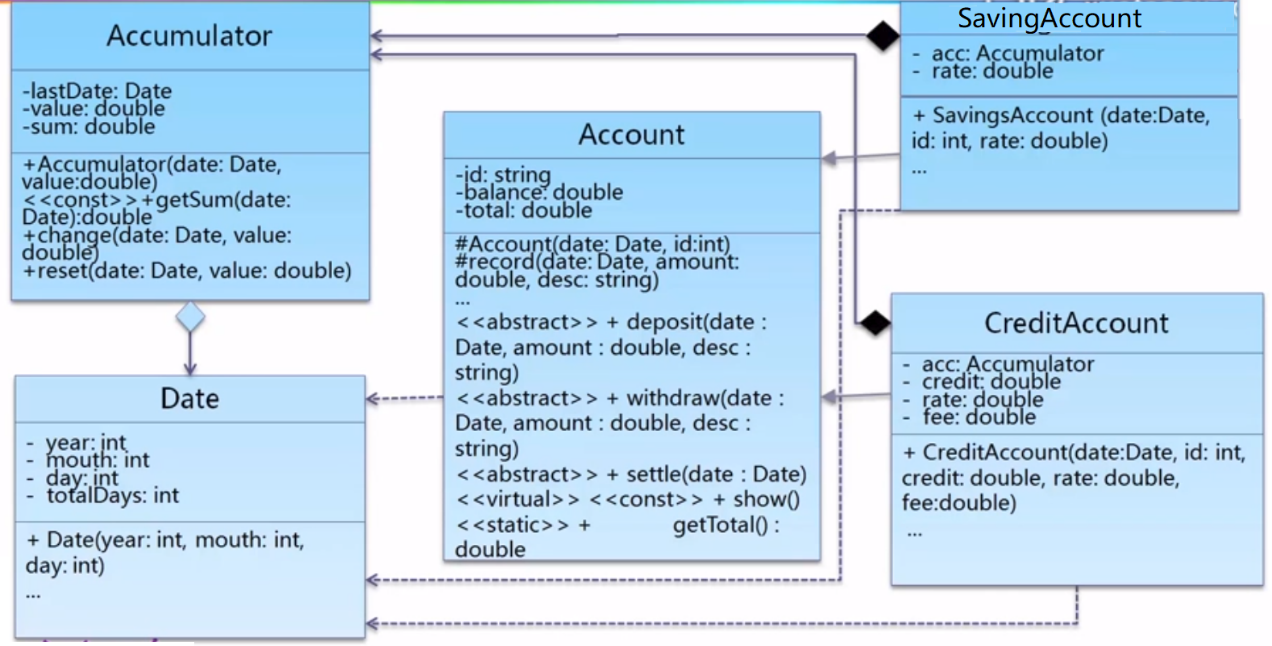 Accumulator
-lastDate: Date
-value: double
-sum: double
+Accumulator(date: Date,
value:double)
<<const>>+getSum(date:
Date):double
+change(date: Date, value:
double)
+reset(date: Date, value: double)
Date
- year: int
- mouth: int
- day: int
- totalDays: int
+ Date(year: int, mouth: int,
day: int)
...
Account
-id: string
-balance: double
-total: double
#Account(date: Date, id:int)
#record(date: Date, amount:
double, desc: string)
...
<<abstract>> + deposit(date :
Date, amount : double, desc :
string)
<<abstract>> + withdraw(date :
Date, amount : double, desc :
string)
<<abstract>> + settle(date : Date)
<<virtual>> <<const>> + show()
<<static>> + getTotal() :
double
SavingAccount
- acc: Accumulator
- rate: double
+ SavingsAccount (date:Date,
id: int, rate: double)
...
CreditAccount
- acc: Accumulator
- credit: double
- rate: double
- fee: double
+ CreditAccount(date:Date, id: int,
credit: double, rate: double,
fee:double)
...